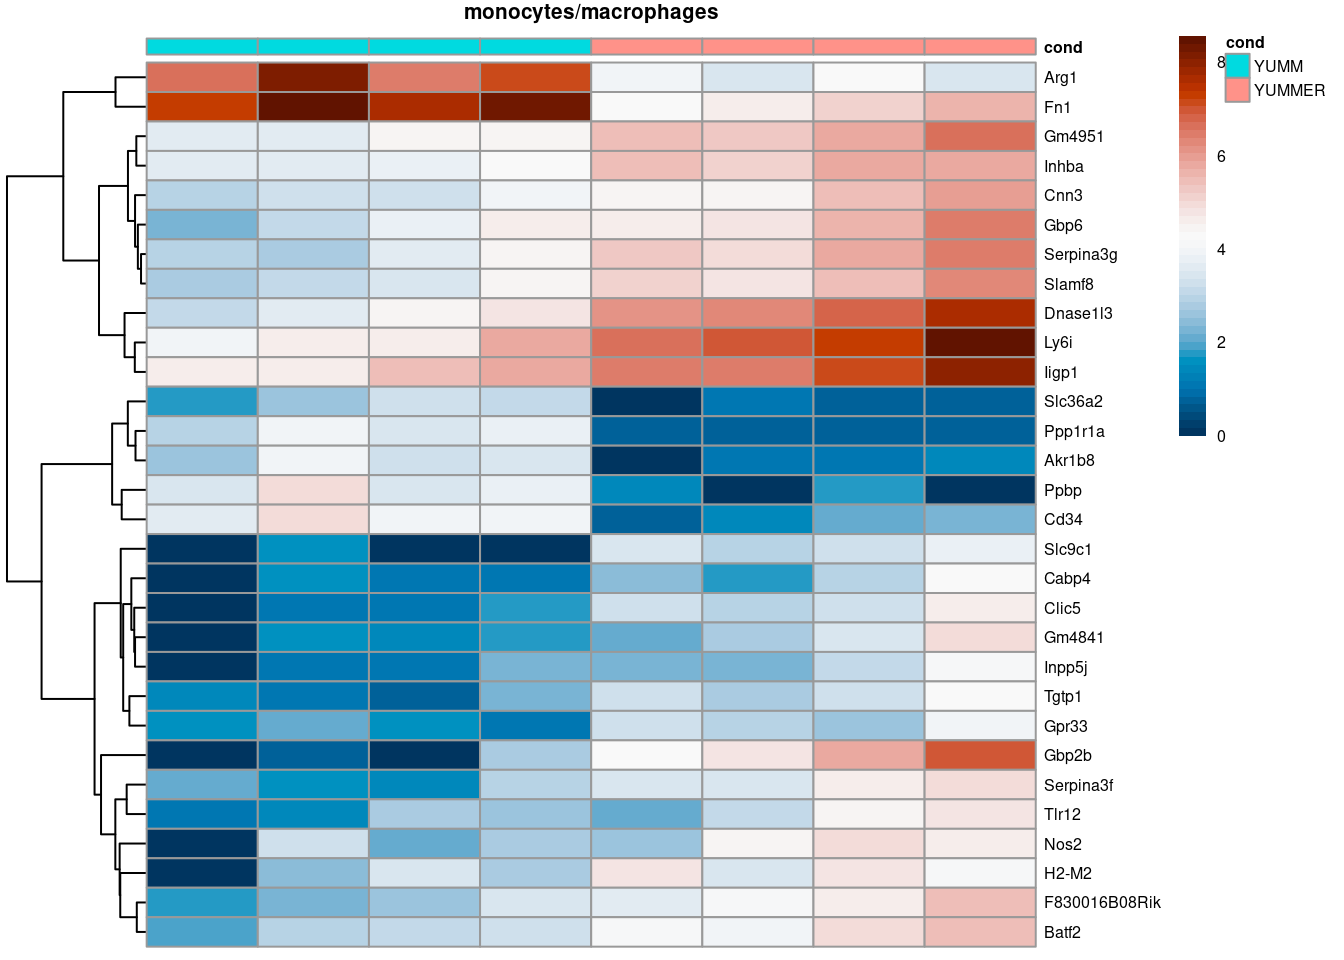 monocytes/macrophages
cond
Arg1
Fn1
Gm4951
Inhba
Cnn3
Gbp6
Serpina3g
Slamf8
Dnase1l3
Ly6i
Iigp1
Slc36a2
Ppp1r1a
Akr1b8
Ppbp
Cd34
Slc9c1
Cabp4
Clic5
Gm4841
Inpp5j
Tgtp1
Gpr33
Gbp2b
Serpina3f
Tlr12
Nos2
H2-M2
F830016B08Rik
Batf2
8
6
4
2
0
cond
YUMM
YUMMER